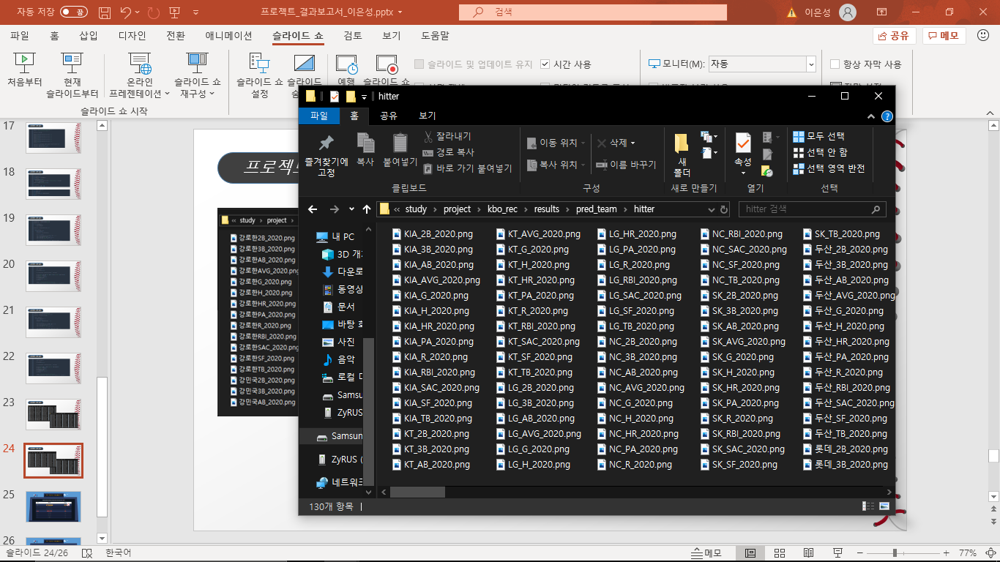 자동 저장 끔 프로젝트_결과보고서_이은성.pptx 검색 이은성
파일 홈 삽입 디자인 전환 애니메이션 슬라이드 쇼 검토 보기 도움말 공유 메모
처음부터
현재
슬라이드부터
온라인
프레젠테이션
슬라이드 쇼
재구성
슬라이드 쇼 시작
슬라이드 쇼
설정
슬라이드
예행
슬라이드 쇼
슬라이드 및 업데이트 유지
시간 사용
모니터(M): 자동
항상 자막 사용
17
18
19
20
21
22
23
24
25
26
프로젝트
study project
강로한2B_2020.png
강로한3B_2020.png
강로한AB_2020.png
강로한AVG_2020.png
강로한G_2020.png
강로한H_2020.png
강로한HR_2020.png
강로한PA_2020.png
강로한R_2020.png
강로한RBI_2020.png
강로한SAC_2020.png
강로한SF_2020.png
강로한TB_2020.png
강민국2B_2020.png
강민국3B_2020.png
강민국AB_2020.png
hitter
파일 홈 공유 보기
즐겨찾기에
고정
복사
붙여넣기
잘라내기
경로 복사
바로 가기 붙여넣기
클립보드
이동 위치
복사 위치
삭제
이름 바꾸기
구성
새
폴더
새로 만들기
속성
열기
모두 선택
선택 안 함
선택 영역 반전
선택
study project kbo_rec results pred_team hitter
hitter 검색
내 PC
3D 개
다운로
동영상
문서
바탕 화
사진
음악
로컬 디
Samsu
ZyRUS
Samsun
ZyRUS (
네트워크
KIA_2B_2020.png
KIA_3B_2020.png
KIA_AB_2020.png
KIA_AVG_2020.png
KIA_G_2020.png
KIA_H_2020.png
KIA_HR_2020.png
KIA_PA_2020.png
KIA_R_2020.png
KIA_RBI_2020.png
KIA_SAC_2020.png
KIA_SF_2020.png
KIA_TB_2020.png
KT_2B_2020.png
KT_3B_2020.png
KT_AB_2020.png
KT_AVG_2020.png
KT_G_2020.png
KT_H_2020.png
KT_HR_2020.png
KT_PA_2020.png
KT_R_2020.png
KT_RBI_2020.png
KT_SAC_2020.png
KT_SF_2020.png
KT_TB_2020.png
LG_2B_2020.png
LG_3B_2020.png
LG_AB_2020.png
LG_AVG_2020.png
LG_G_2020.png
LG_H_2020.png
LG_HR_2020.png
LG_PA_2020.png
LG_R_2020.png
LG_RBI_2020.png
LG_SAC_2020.png
LG_SF_2020.png
LG_TB_2020.png
NC_2B_2020.png
NC_3B_2020.png
NC_AB_2020.png
NC_AVG_2020.png
NC_G_2020.png
NC_H_2020.png
NC_HR_2020.png
NC_PA_2020.png
NC_R_2020.png
NC_RBI_2020.png
NC_SAC_2020.png
NC_SF_2020.png
NC_TB_2020.png
SK_2B_2020.png
SK_3B_2020.png
SK_AB_2020.png
SK_AVG_2020.png
SK_G_2020.png
SK_H_2020.png
SK_HR_2020.png
SK_PA_2020.png
SK_R_2020.png
SK_RBI_2020.png
SK_SAC_2020.png
SK_SF_2020.png
SK_TB_2020.png
두산_2B_2020.png
두산_3B_2020.png
두산_AB_2020.png
두산_AVG_2020.png
두산_G_2020.png
두산_H_2020.png
두산_HR_2020.png
두산_PA_2020.png
두산_R_2020.png
두산_RBI_2020.png
두산_SAC_2020.png
두산_SF_2020.png
두산_TB_2020.png
롯데_2B_2020.png
롯데_3B_2020.png
130개 항목
슬라이드 24/26 한국어 메모 77%